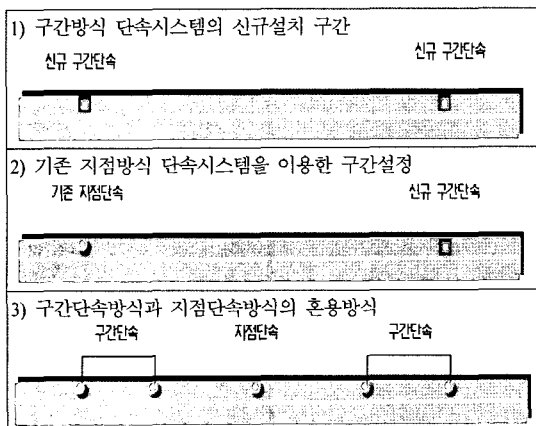 1) 구간방식 단속시스템의 신규설치 구간
신규 구간단속 신규 구간단속
2) 기존 지점방식 단속시스템을 이용한 구간설정
기존 지점단속 신규 구간단속
3) 구간단속방식과 지점단속방식의 혼용방식
구간단속 지점단속 구간단속